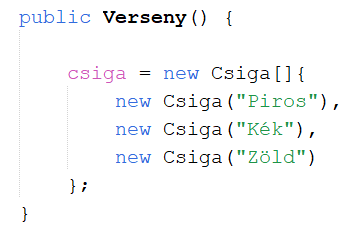 public Verseny() {
csiga = new Csiga[]{
new Csiga("Piros"),
new Csiga("Kék"),
new Csiga("Zöld")
};
}